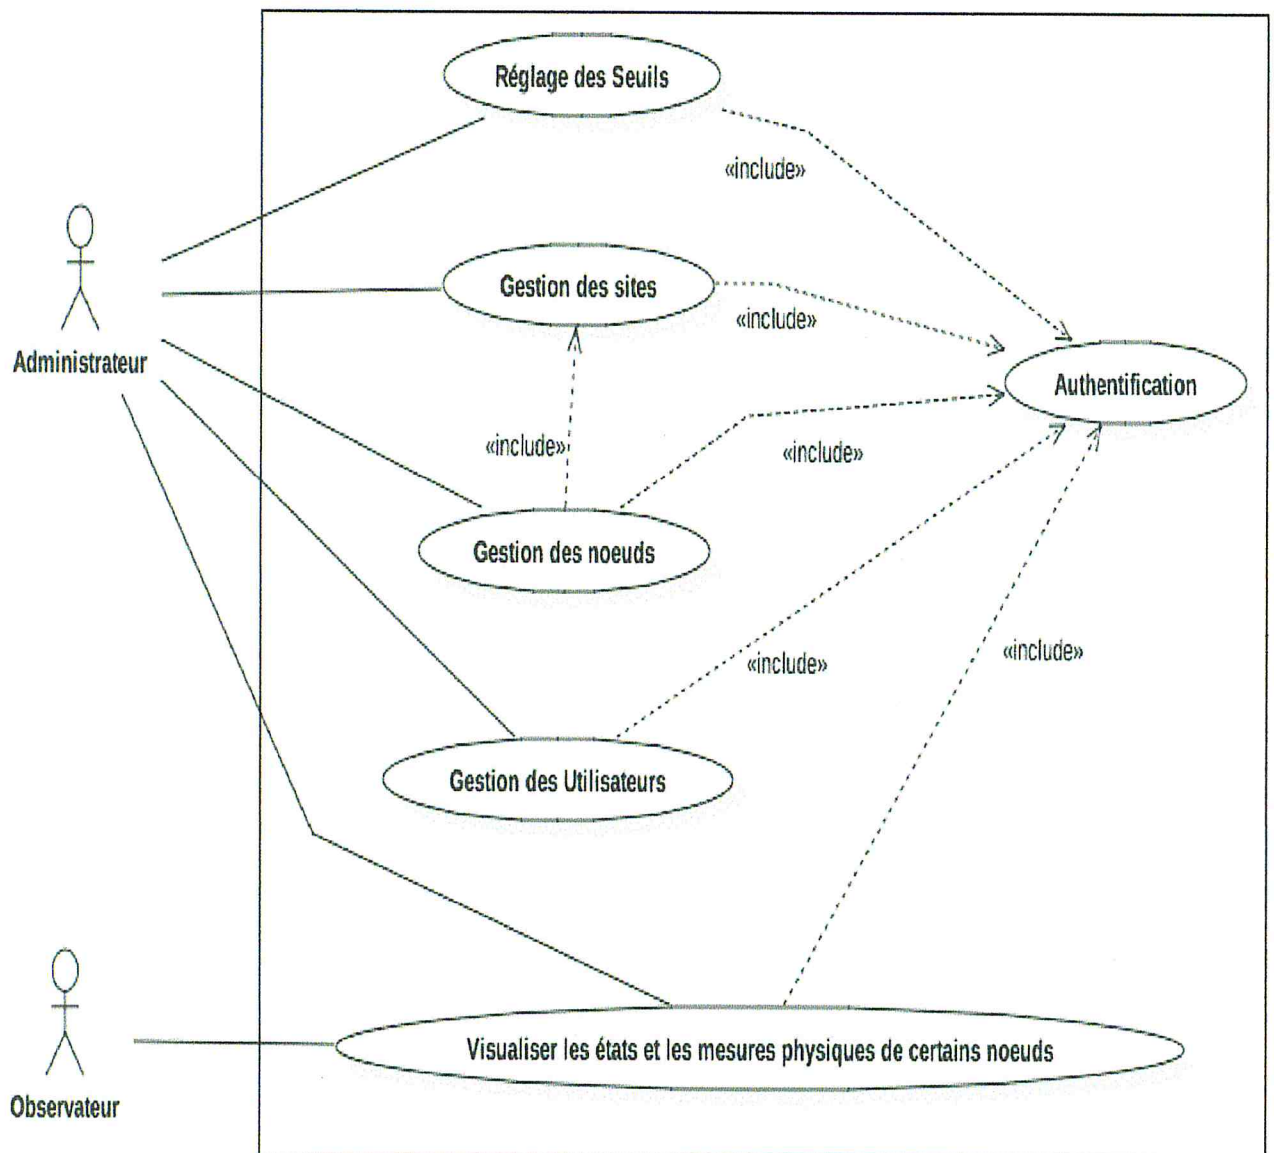 Réglage des Seuils
«include»
Gestion des sites
«include»
Administrateur
Authentification
«include»
«include»
Gestion des noeuds
«include»
«include»
Gestion des Utilisateurs
Visualiser les états et les mesures physiques de certains noeuds
Observateur